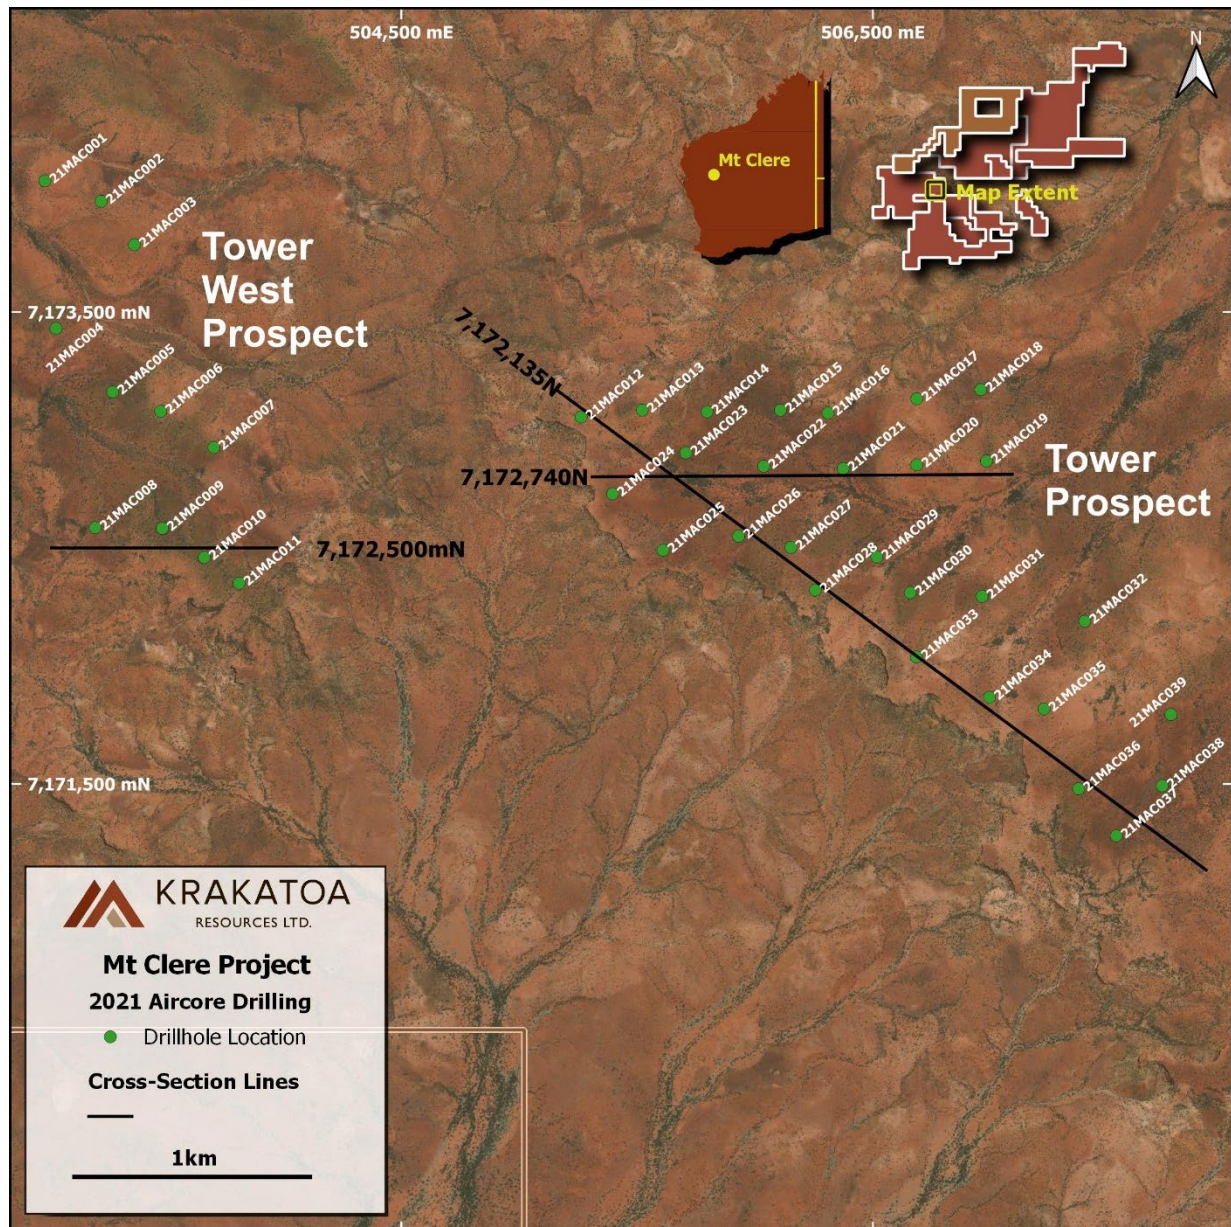 504,500 mE
506,500 mE
N
Mt Clere
Map Extent
21MAC001
21MAC002
21MAC003
Tower
West
Prospect
7,173,500 mN
21MAC004
21MAC005
21MAC006
21MAC007
21MAC008
21MAC009
21MAC010
21MAC011
7,172,500mN
7,172,135N
21MAC012
21MAC013
21MAC014
21MAC015
21MAC016
21MAC017
21MAC018
21MAC019
21MAC020
21MAC021
21MAC022
21MAC023
21MAC024
7,172,740N
Tower
Prospect
21MAC025
21MAC026
21MAC027
21MAC028
21MAC029
21MAC030
21MAC031
21MAC032
21MAC033
21MAC034
21MAC035
21MAC036
21MAC037
21MAC038
21MAC039
7,171,500 mN
KRAKATOA
RESOURCES LTD.
Mt Clere Project
2021 Aircore Drilling
Drillhole Location
Cross-Section Lines
1km